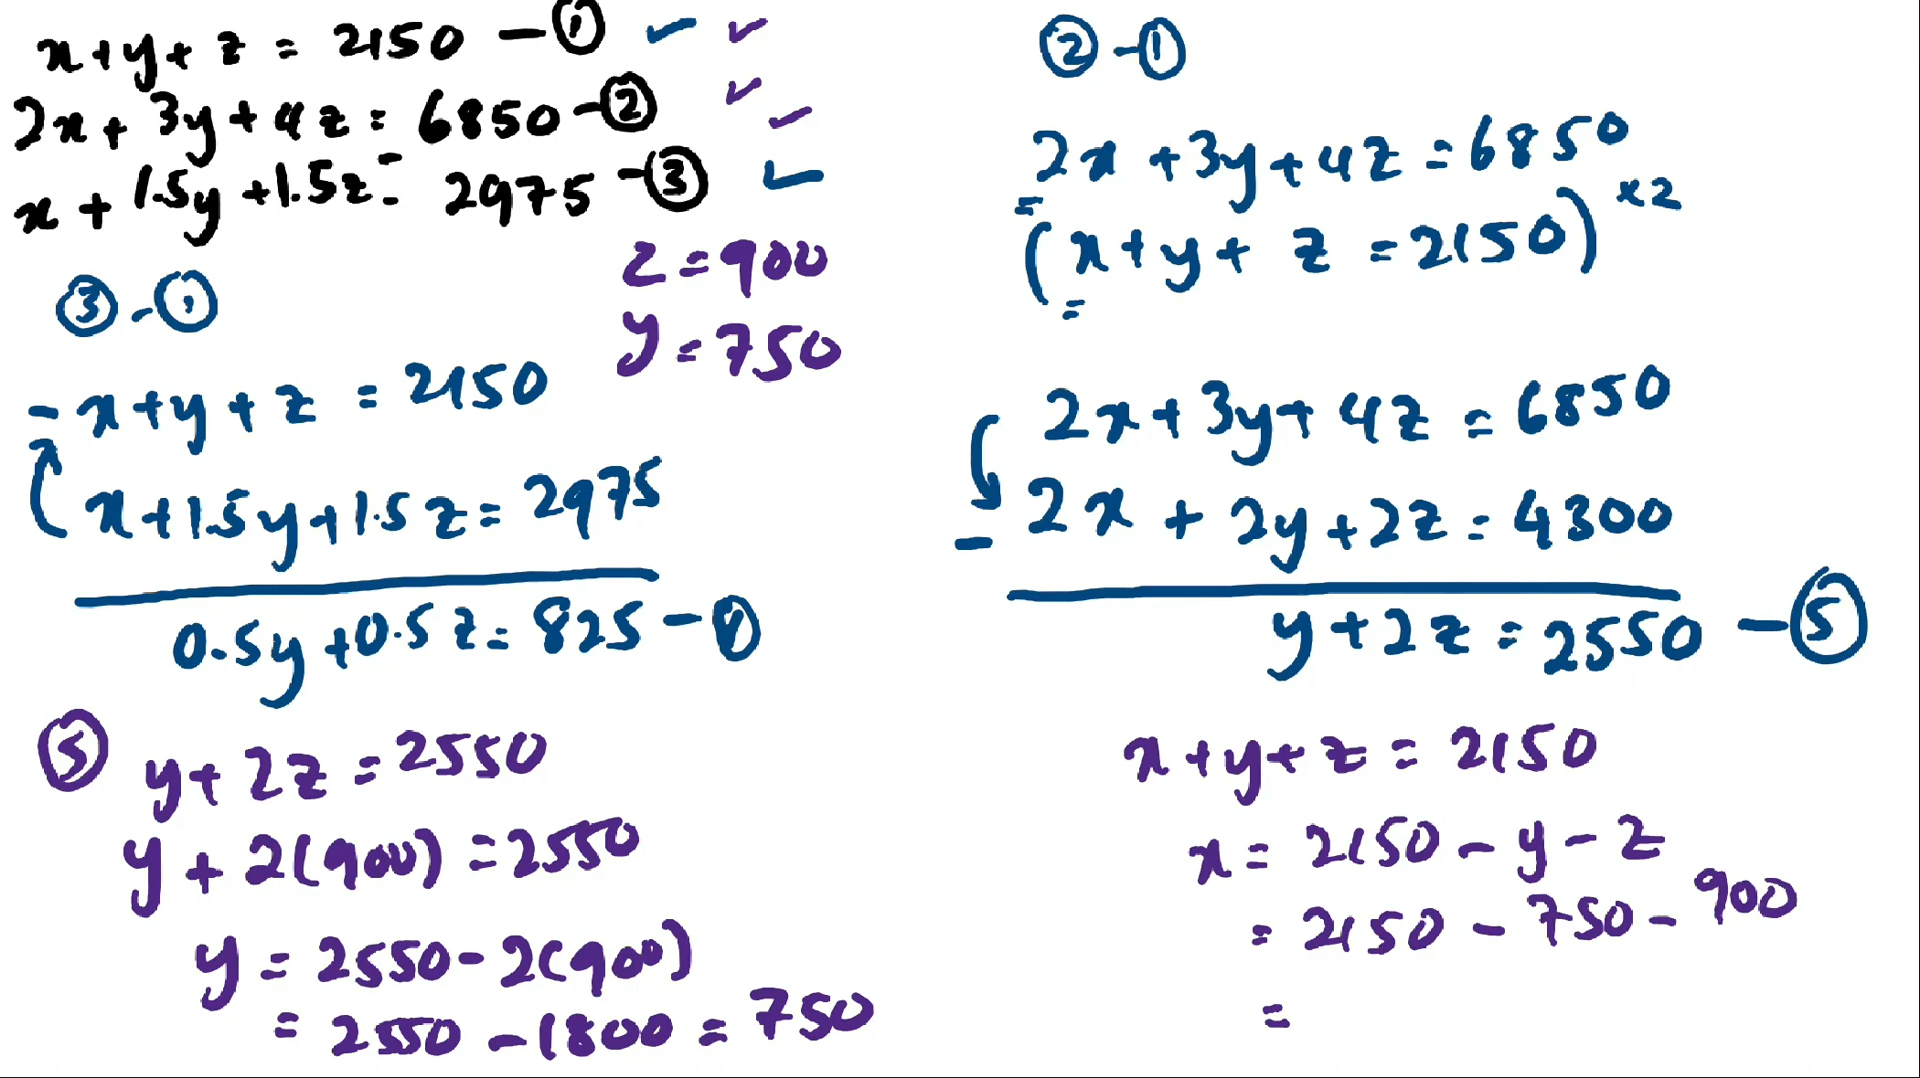 x+y+z = 2150 —①
2x+3y+4z = 6850 -②
x+1.5y+1.5z = 2975 -③
z=900
y=750
③-①
-x+y+z = 2150
x+1.5y+1.5z = 2975
0.5y+0.5z = 825 -④
⑤ y+2z=2550
y+2(900)=2550
y = 2550-2(900)
= 2550-1800=750
②-①
2x+3y+4z=6850
(x+y+z=2150)×2
2x+3y+4z=6850
- 2x+2y+2z=4300
y+2z=2550 -⑤
x+y+z=2150
x=2150-y-z
=2150-750-900
=